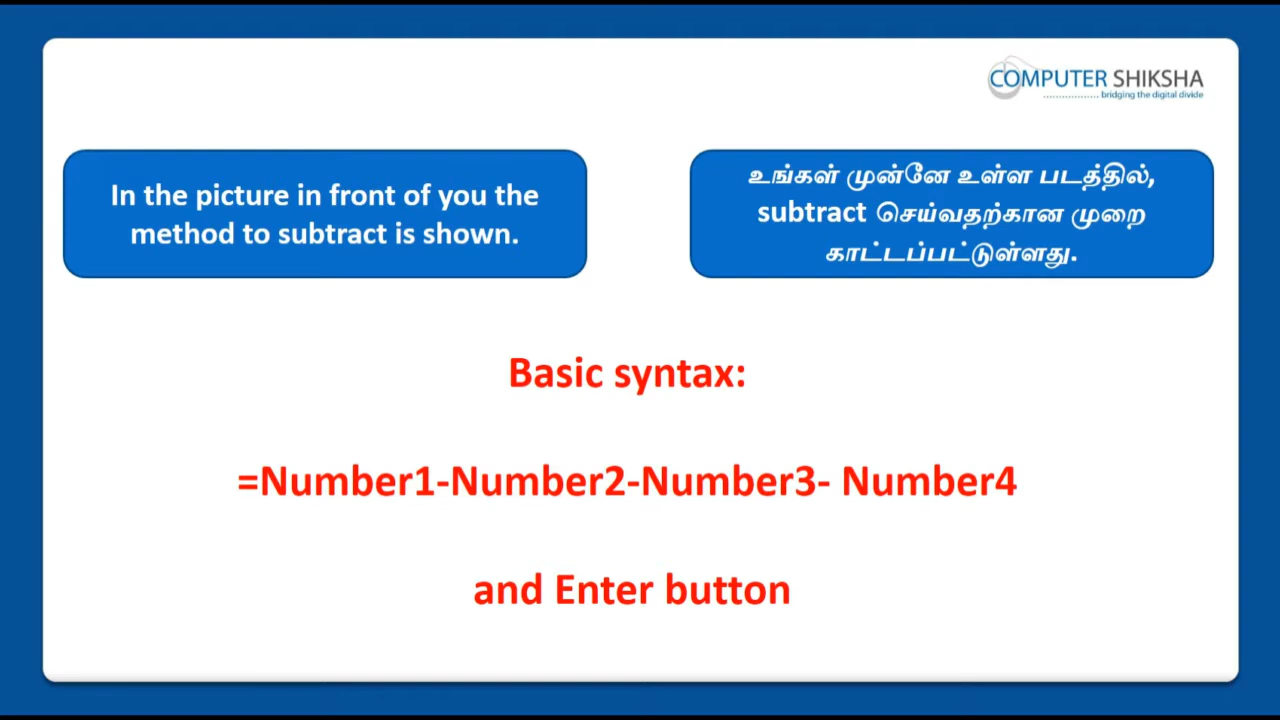 COMPUTER SHIKSHA
bridging the digital divide
In the picture in front of you the
method to subtract is shown.
உங்கள் முன்னே உள்ள படத்தில்,
subtract செய்வதற்கான முறை
காட்டப்பட்டுள்ளது.
Basic syntax:
=Number1-Number2-Number3- Number4
and Enter button